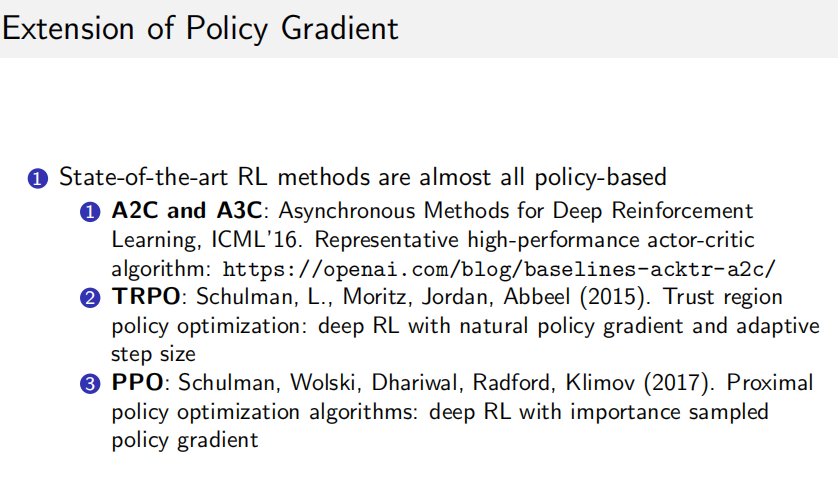 Extension of Policy Gradient
1 State-of-the-art RL methods are almost all policy-based
1 A2C and A3C: Asynchronous Methods for Deep Reinforcement
Learning, ICML'16. Representative high-performance actor-critic
algorithm: https://openai.com/blog/baselines-acktr-a2c/
2 TRPO: Schulman, L., Moritz, Jordan, Abbeel (2015). Trust region
policy optimization: deep RL with natural policy gradient and adaptive
step size
3 PPO: Schulman, Wolski, Dhariwal, Radford, Klimov (2017). Proximal
policy optimization algorithms: deep RL with importance sampled
policy gradient